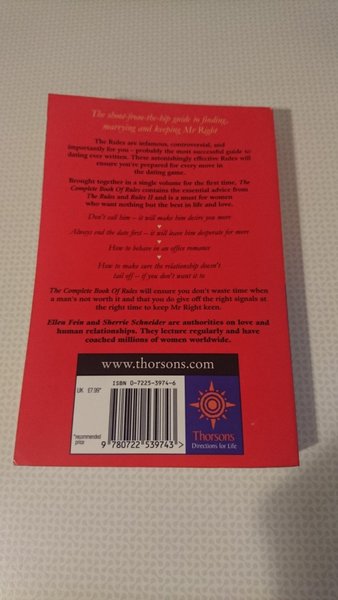 The shoot-from-the-hip guide to finding,
marrying and keeping Mr Right
The Rules are infamous, controversial, and
importantly for you – probably the most successful guide to
dating ever written. These astonishingly effective Rules will
ensure you're prepared for every move in
the dating game.
Brought together in a single volume for the first time, The
Complete Book Of Rules contains the essential advice from
The Rules and Rules II and is a must for women
who want nothing but the best in life and love.
Don't call him – it will make him desire you more
Always end the date first – it will leave him desperate for more
How to behave in an office romance
How to make sure the relationship doesn't
tail off – if you don't want it to
The Complete Book Of Rules will ensure you don't waste time when
a man's not worth it and that you do give off the right signals at
the right time to keep Mr Right keen.
Ellen Fein and Sherrie Schneider are authorities on love and
human relationships. They lecture regularly and have
coached millions of women worldwide.
www.thorsons.com
ISBN 0-7225-3974-6
UK £7.99*
*recommended
price
9 780722 539743 >
Thorsons
Directions for Life